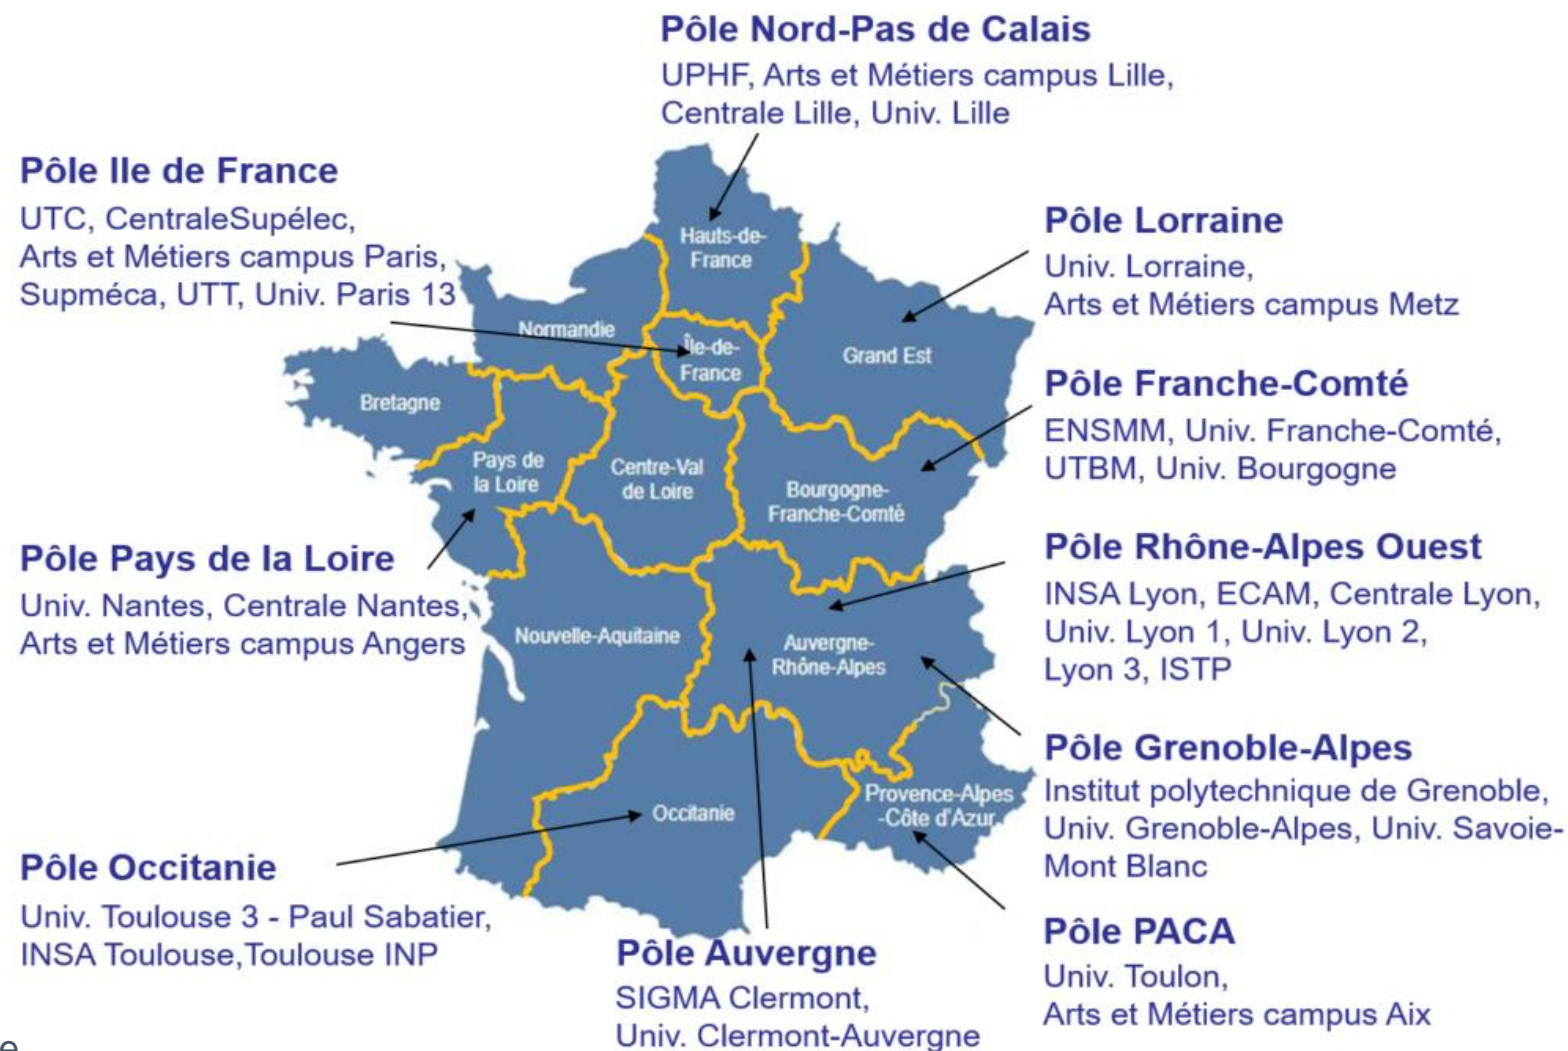 Pôle Nord-Pas de Calais
UPHF, Arts et Métiers campus Lille,
Centrale Lille, Univ. Lille
Pôle Ile de France
UTC, CentraleSupélec,
Arts et Métiers campus Paris,
Supméca, UTT, Univ. Paris 13
Pôle Lorraine
Univ. Lorraine,
Arts et Métiers campus Metz
Pôle Franche-Comté
ENSMM, Univ. Franche-Comté,
UTBM, Univ. Bourgogne
Pôle Pays de la Loire
Univ. Nantes, Centrale Nantes,
Arts et Métiers campus Angers
Pôle Rhône-Alpes Ouest
INSA Lyon, ECAM, Centrale Lyon,
Univ. Lyon 1, Univ. Lyon 2,
Lyon 3, ISTP
Pôle Grenoble-Alpes
Institut polytechnique de Grenoble,
Univ. Grenoble-Alpes, Univ. Savoie-
Mont Blanc
Pôle Occitanie
Univ. Toulouse 3 - Paul Sabatier,
INSA Toulouse,Toulouse INP
Pôle Auvergne
SIGMA Clermont,
Univ. Clermont-Auvergne
Pôle PACA
Univ. Toulon,
Arts et Métiers campus Aix
Hauts-de-
France
Normandie
Île-de-
France
Grand Est
Bretagne
Pays de
la Loire
Centre-Val
de Loire
Bourgogne-
Franche-Comté
Nouvelle-Aquitaine
Auvergne-
Rhône-Alpes
Occitanie
Provence-Alpes
-Côte d'Azur